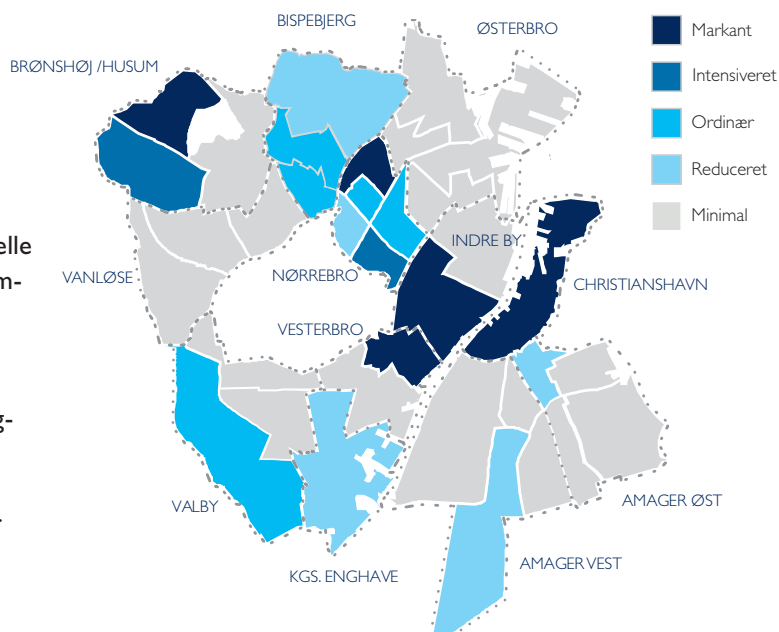 BISPEBJERG
ØSTERBRO
BRØNSHØJ /HUSUM
Markant
Intensiveret
Ordinær
Reduceret
Minimal
elle
m-
VANLØSE
NØRREBRO
INDRE BY
CHRISTIANSHAVN
VESTERBRO
g-
VALBY
AMAGER ØST
KGS. ENGHAVE
AMAGER VEST